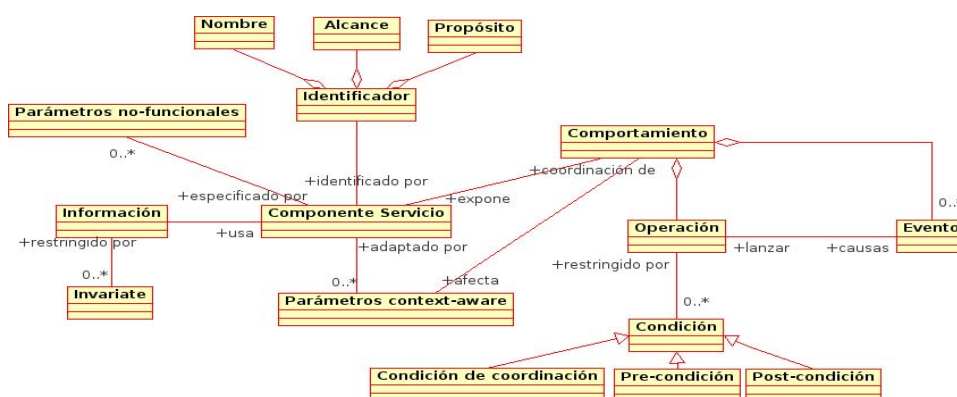 Nombre
Alcance
Propósito
Identificador
Parámetros no-funcionales
Comportamiento
0..*
+identificado por
+coordinación de
+especificado por
+expone
Información
Componente Servicio
Operación
Evento
0..*
+restringido por
+usa
+adaptado por
+lanzar
+causas
+restringido por
0..*
0..*
+afecta
Invariate
Parámetros context-aware
0..*
Condición
Condición de coordinación
Pre-condición
Post-condición